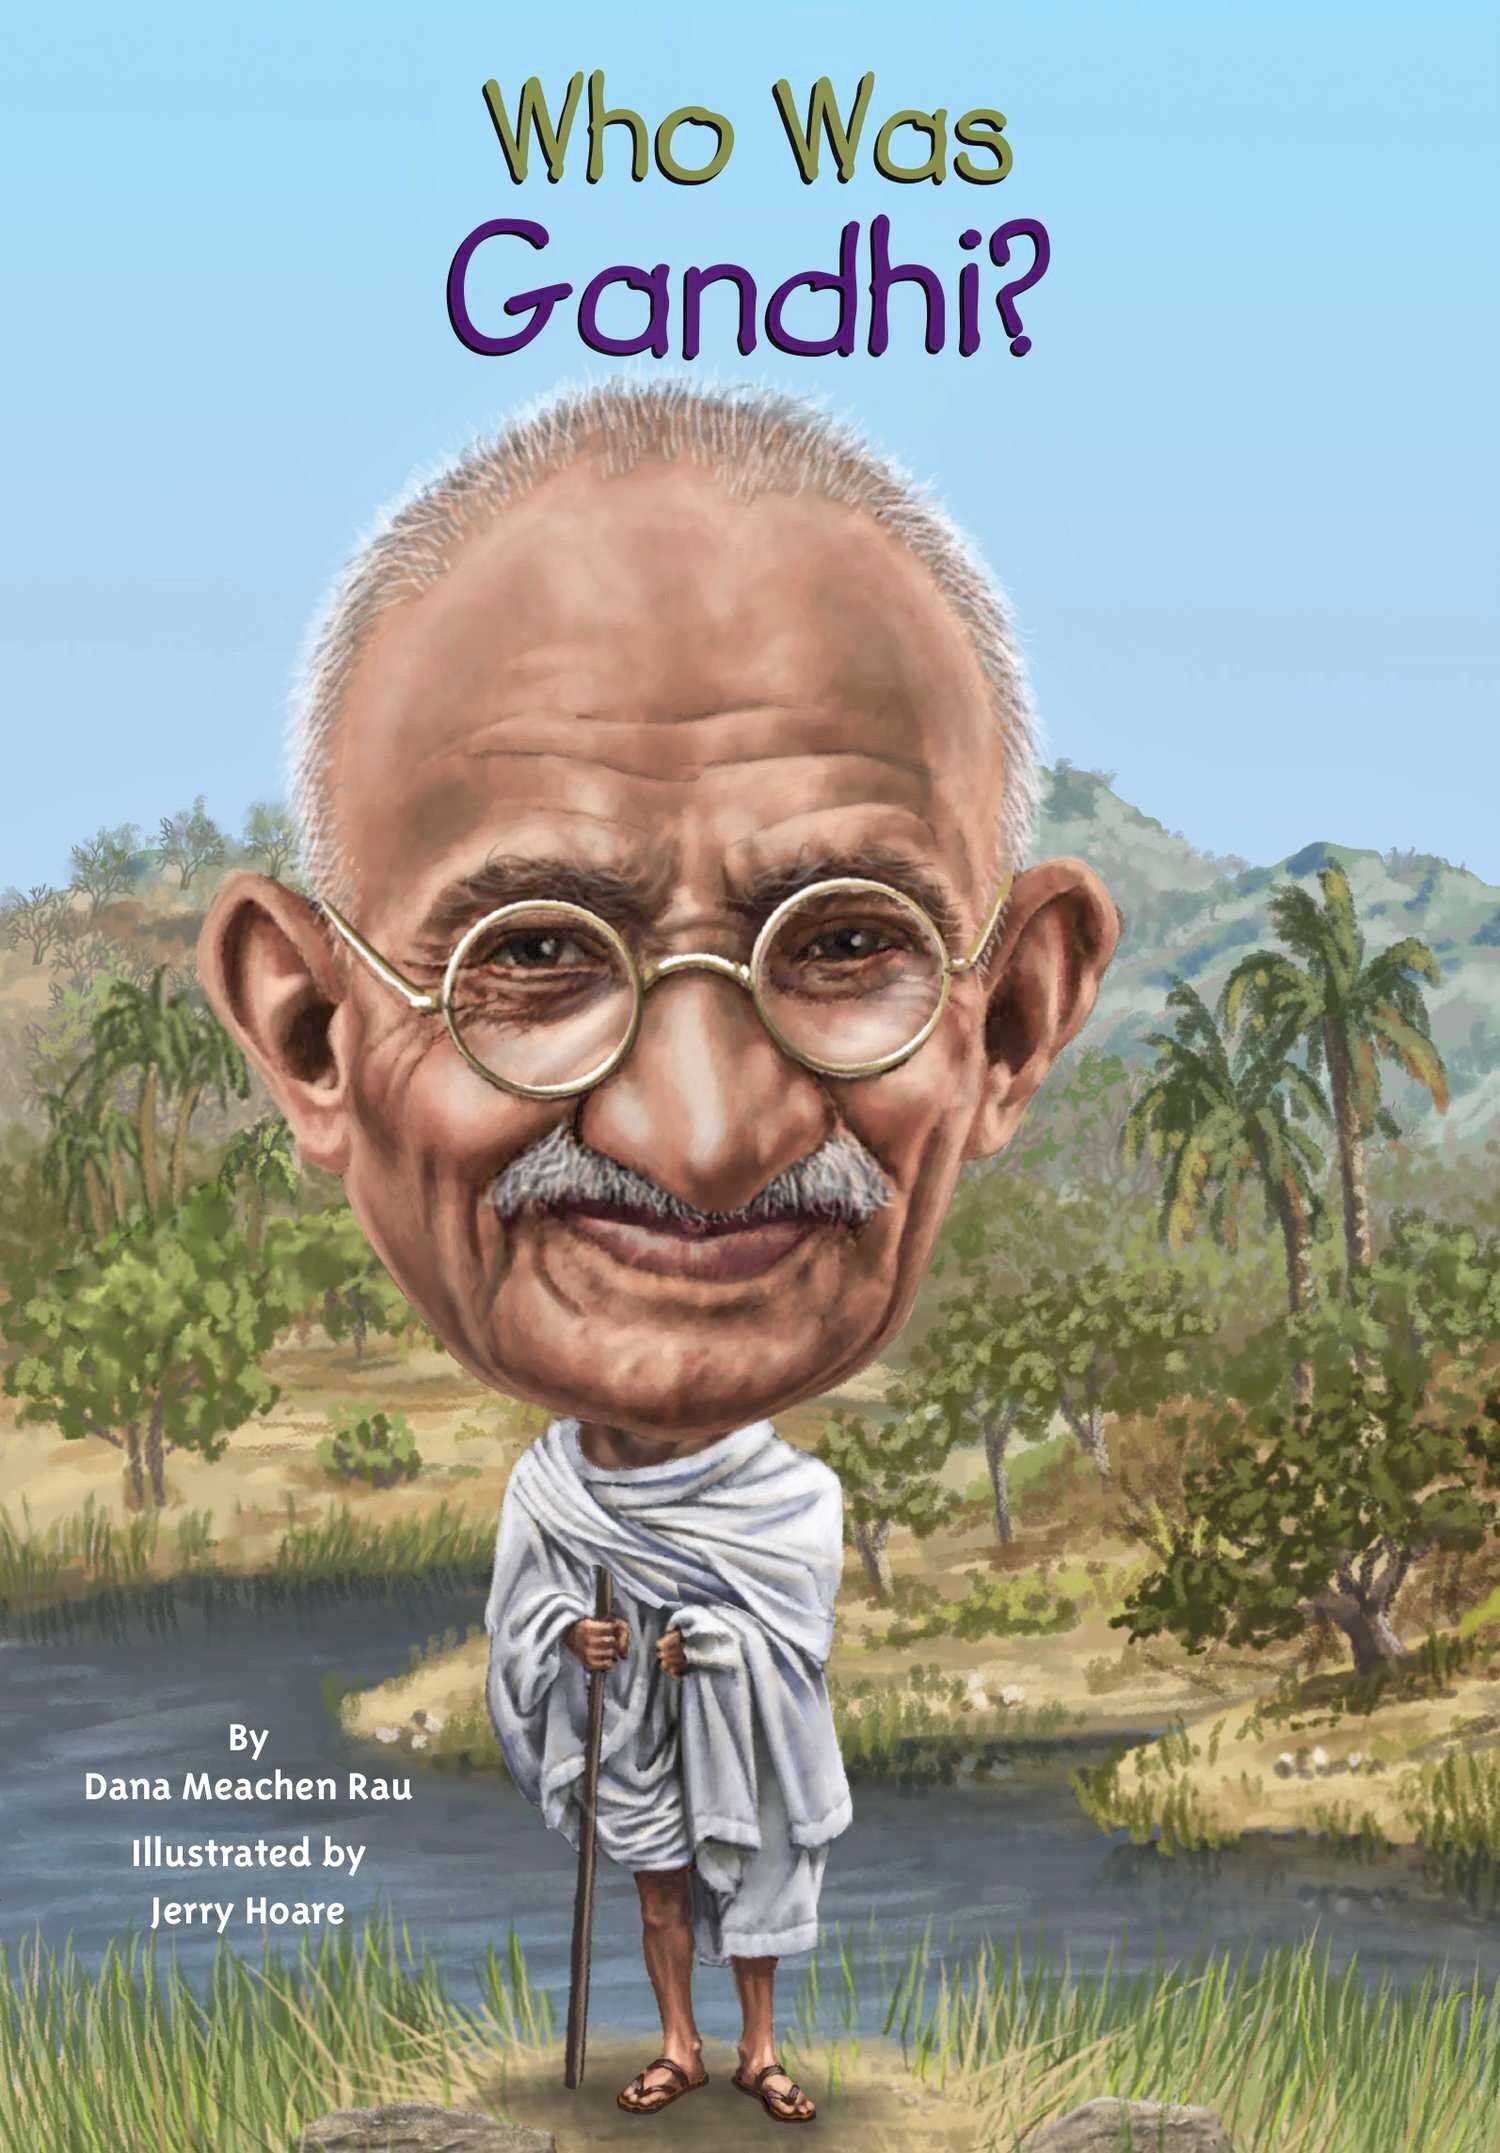 Who Was
Gandhi?
By
Dana Meachen Rau
Illustrated by
Jerry Hoare